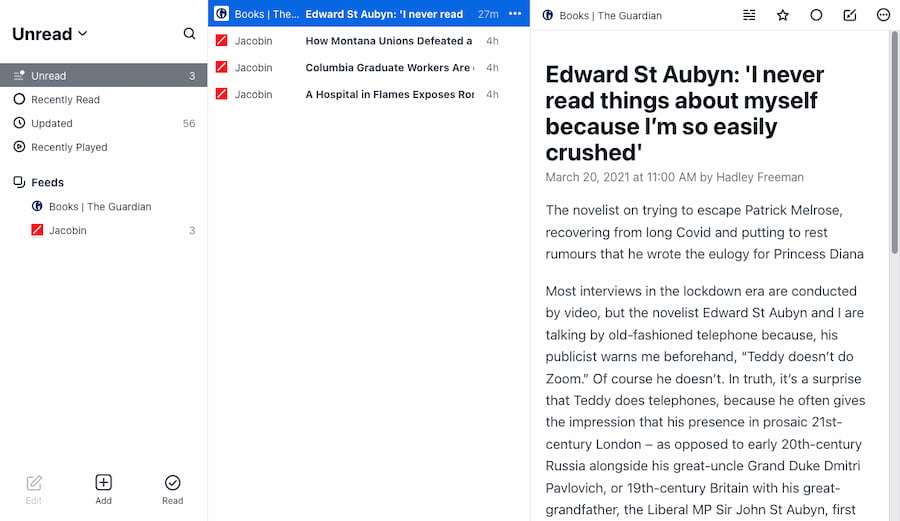 Unread
Unread 3
Recently Read
Updated 56
Recently Played
Feeds
Books | The Guardian
Jacobin 3
Edit
Add
Read
Books | The... Edward St Aubyn: 'I never read 27m
Jacobin How Montana Unions Defeated a 4h
Jacobin Columbia Graduate Workers Are 4h
Jacobin A Hospital in Flames Exposes 4h
Books | The Guardian
Edward St Aubyn: 'I never
read things about myself
because I'm so easily
crushed'
March 20, 2021 at 11:00 AM by Hadley Freeman
The novelist on trying to escape Patrick Melrose,
recovering from long Covid and putting to rest
rumours that he wrote the eulogy for Princess Diana
Most interviews in the lockdown era are conducted
by video, but the novelist Edward St Aubyn and I are
talking by old-fashioned telephone because, his
publicist warns me beforehand, “Teddy doesn’t do
Zoom.” Of course he doesn’t. In truth, it’s a surprise
that Teddy does telephones, because he often gives
the impression that his presence in prosaic 21st-
century London – as opposed to early 20th-century
Russia alongside his great-uncle Grand Duke Dmitri
Pavlovich, or 19th-century Britain with his great-
grandfather, the Liberal MP Sir John St Aubyn, first